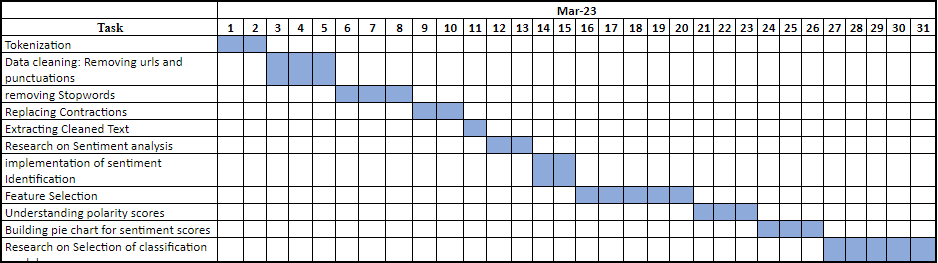 Mar-23
Task 1 2 3 4 5 6 7 8 9 10 11 12 13 14 15 16 17 18 19 20 21 22 23 24 25 26 27 28 29 30 31
Tokenization
Data cleaning: Removing urls and
punctuations
removing Stopwords
Replacing Contractions
Extracting Cleaned Text
Research on Sentiment analysis
implementation of sentiment
Identification
Feature Selection
Understanding polarity scores
Building pie chart for sentiment scores
Research on Selection of classification